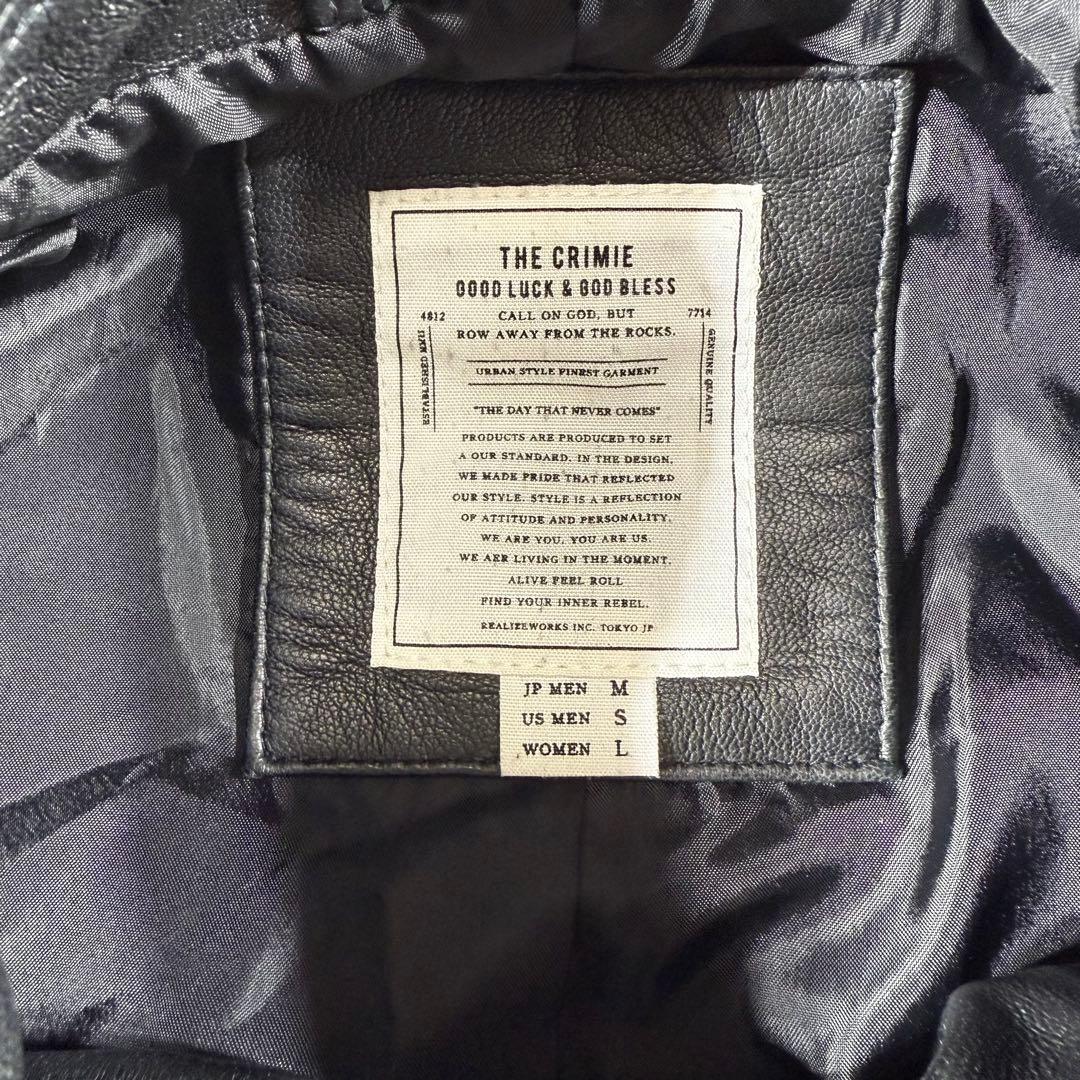 THE CRIMIE
GOOD LUCK & GOD BLESS
4812 CALL ON GOD, BUT 7714
ROW AWAY FROM THE ROCKS.
ESTABLISHED MMII
GENUINE QUALITY
URBAN STYLE FINEST GARMENT
"THE DAY THAT NEVER COMES"
PRODUCTS ARE PRODUCED TO SET
A OUR STANDARD. IN THE DESIGN,
WE MADE PRIDE THAT REFLECTED
OUR STYLE. STYLE IS A REFLECTION
OF ATTITUDE AND PERSONALITY.
WE ARE YOU, YOU ARE US.
WE AER LIVING IN THE MOMENT.
ALIVE FEEL ROLL
FIND YOUR INNER REBEL.
REALIZEWORKS INC. TOKYO JP
JP MEN M
US MEN S
WOMEN L